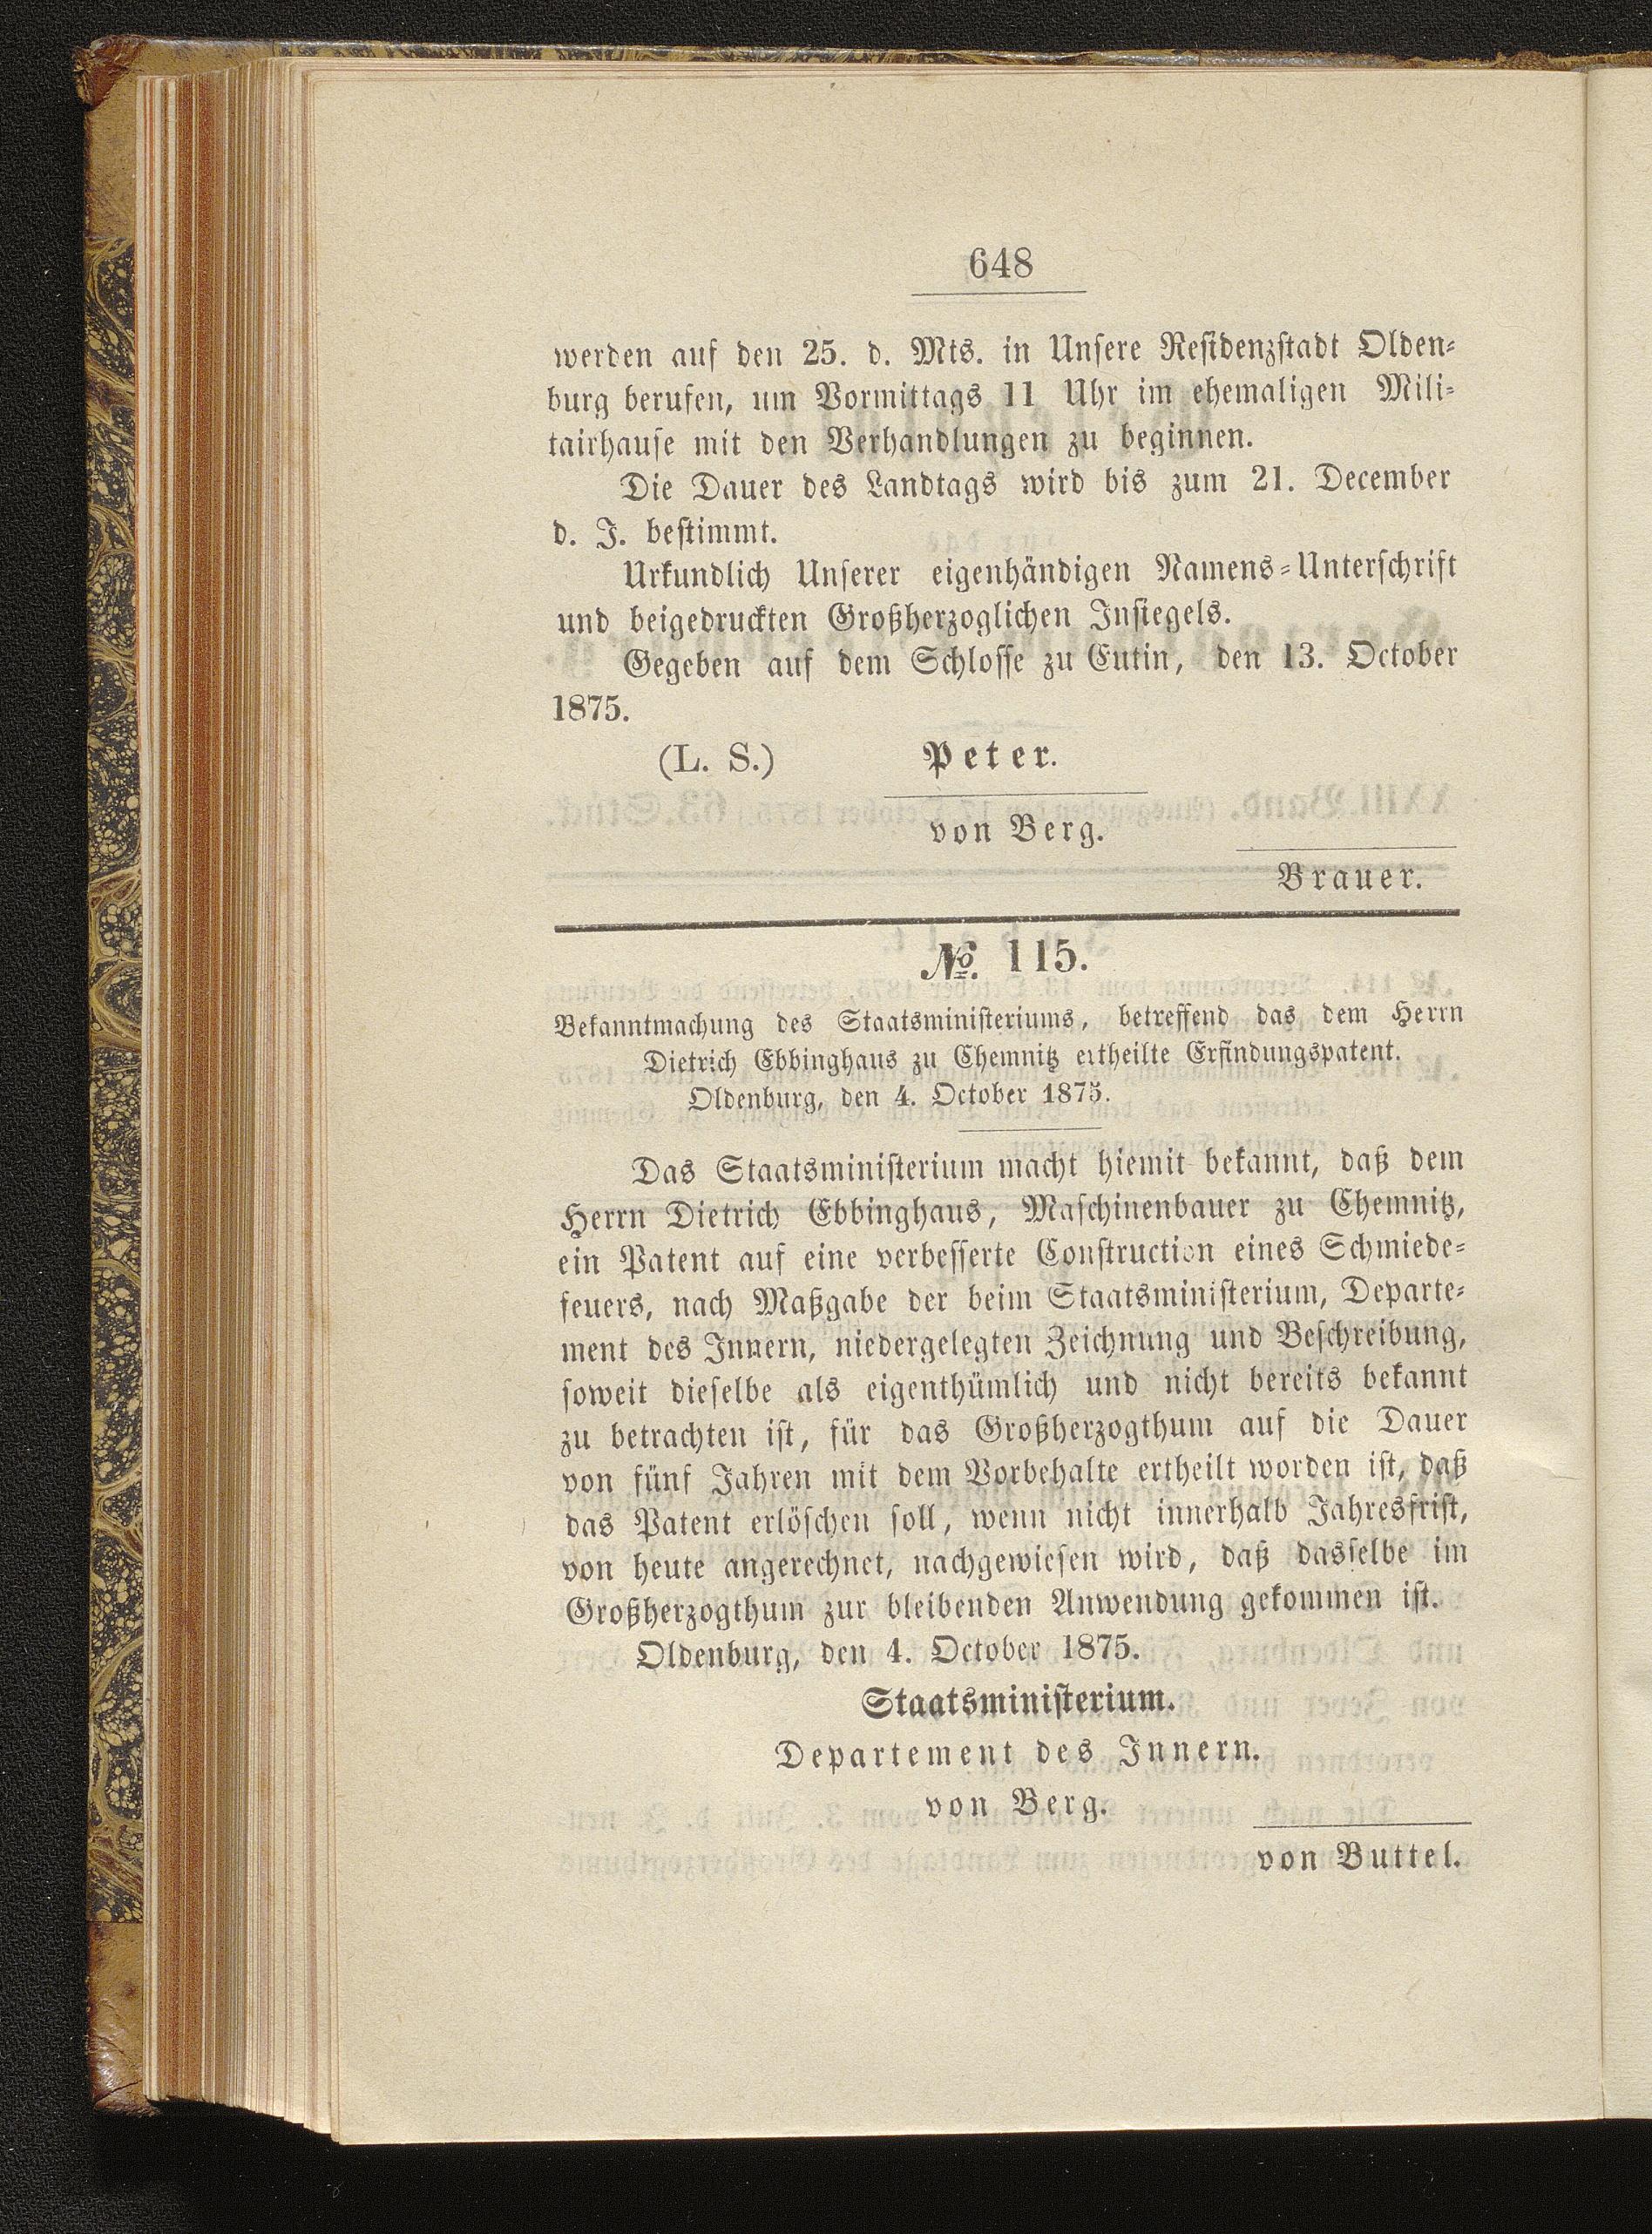 648
werden auf den 25. d. Mts. in Unsere Residenzstadt Olden-
burg berufen, um Vormittags 11 Uhr im ehemaligen Mili-
tairhause mit den Verhandlungen zu beginnen.
Die Dauer des Landtags wird bis zum 21. December
d. J. bestimmt.
Urkundlich Unserer eigenhändigen Namens-Unterschrift
und beigedruckten Großherzoglichen Insiegels.
Gegeben auf dem Schlosse zu Eutin, den 13. October
1875.
(L. S.) Peter.
von Berg.
Brauer.
№. 115.
Bekanntmachung des Staatsministeriums, betreffend das dem Herrn
Dietrich Ebbinghaus zu Chemnitz ertheilte Erfindungspatent.
Oldenburg, den 4. October 1875.
Das Staatsministerium macht hiemit bekannt, daß dem
Herrn Dietrich Ebbinghaus, Maschinenbauer zu Chemnitz,
ein Patent auf eine verbesserte Construction eines Schmiede-
feuers, nach Maßgabe der beim Staatsministerium, Departe-
ment des Innern, niedergelegten Zeichnung und Beschreibung,
soweit dieselbe als eigenthümlich und nicht bereits bekannt
zu betrachten ist, für das Großherzogthum auf die Dauer
von fünf Jahren mit dem Vorbehalte ertheilt worden ist, daß
das Patent erlöschen soll, wenn nicht innerhalb Jahresfrist,
von heute angerechnet, nachgewiesen wird, daß dasselbe im
Großherzogthum zur bleibenden Anwendung gekommen ist.
Oldenburg, den 4. October 1875.
Staatsministerium.
Departement des Innern.
von Berg.
von Buttel.